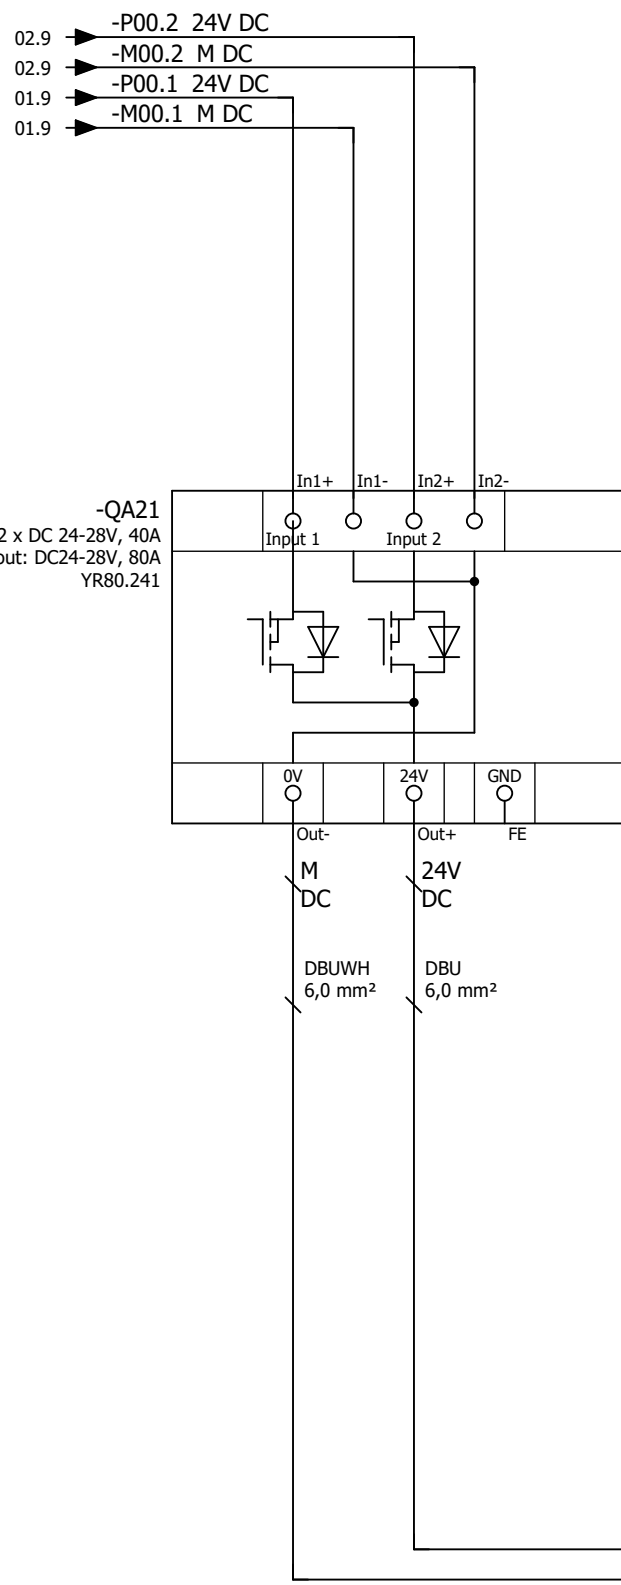 -P00.2 24V DC
02.9
-M00.2 M DC
02.9
-P00.1 24V DC
01.9
-M00.1 M DC
01.9
In1+ In1- In2+ In2-
-QA21
2 x DC 24-28V, 40A
Input 1 Input 2
DC24-28V, 80A
YR80.241
0V 24V GND
Out- Out+ FE
M 24V
DC DC
DBUWH DBU
6,0 mm² 6,0 mm²